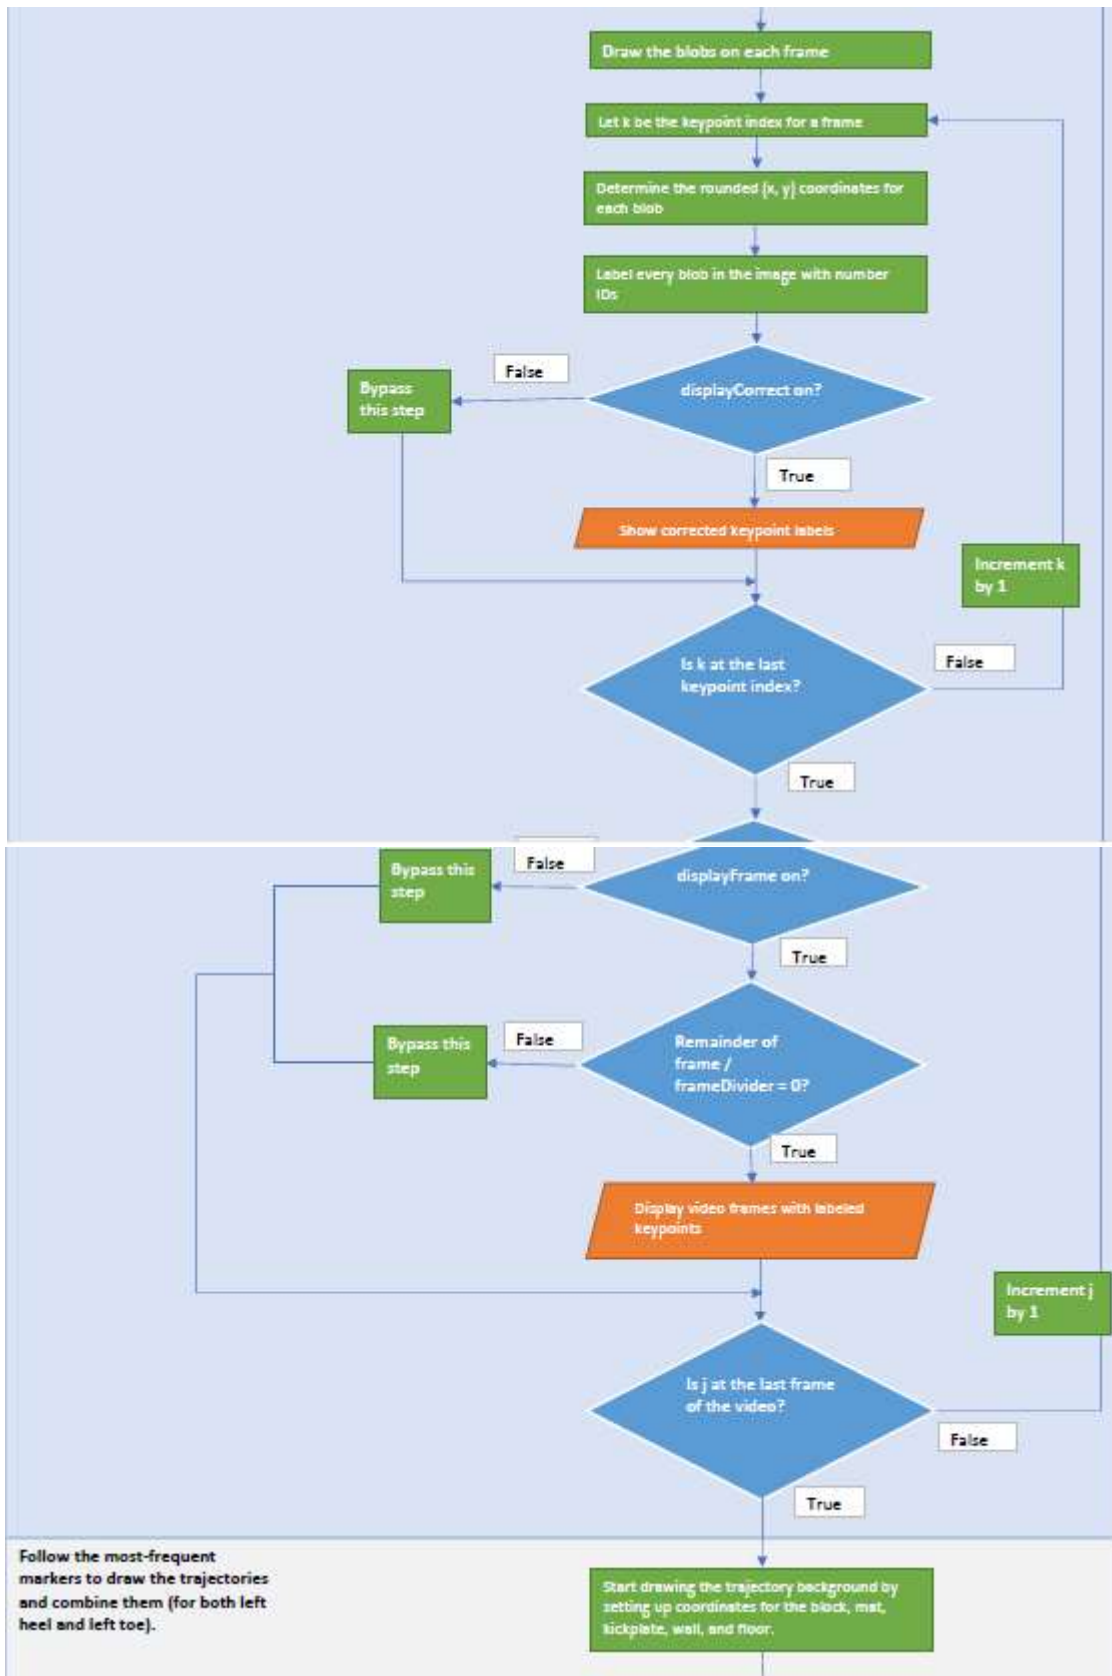 Draw the blobs on each frame
Let k be the keypoint index for a frame
Determine the rounded (x, y) coordinates for
each blob
Label every blob in the image with number
IDs
False
displayCorrect on?
Bypass
this step
True
Show corrected keypoint labels
Increment k
by 1
Is k at the last
keypoint index?
False
True
False
Bypass this
step
displayFrame on?
True
False
Bypass this
step
Remainder of
frame /
frameDivider = 0?
True
Display video frames with labeled
keypoints
Increment j
by 1
Is j at the last frame
of the video?
False
True
Follow the most-frequent
markers to draw the trajectories
and combine them (for both left
heel and left toe).
Start drawing the trajectory background by
setting up coordinates for the block, mat,
kickplate, wall, and floor.